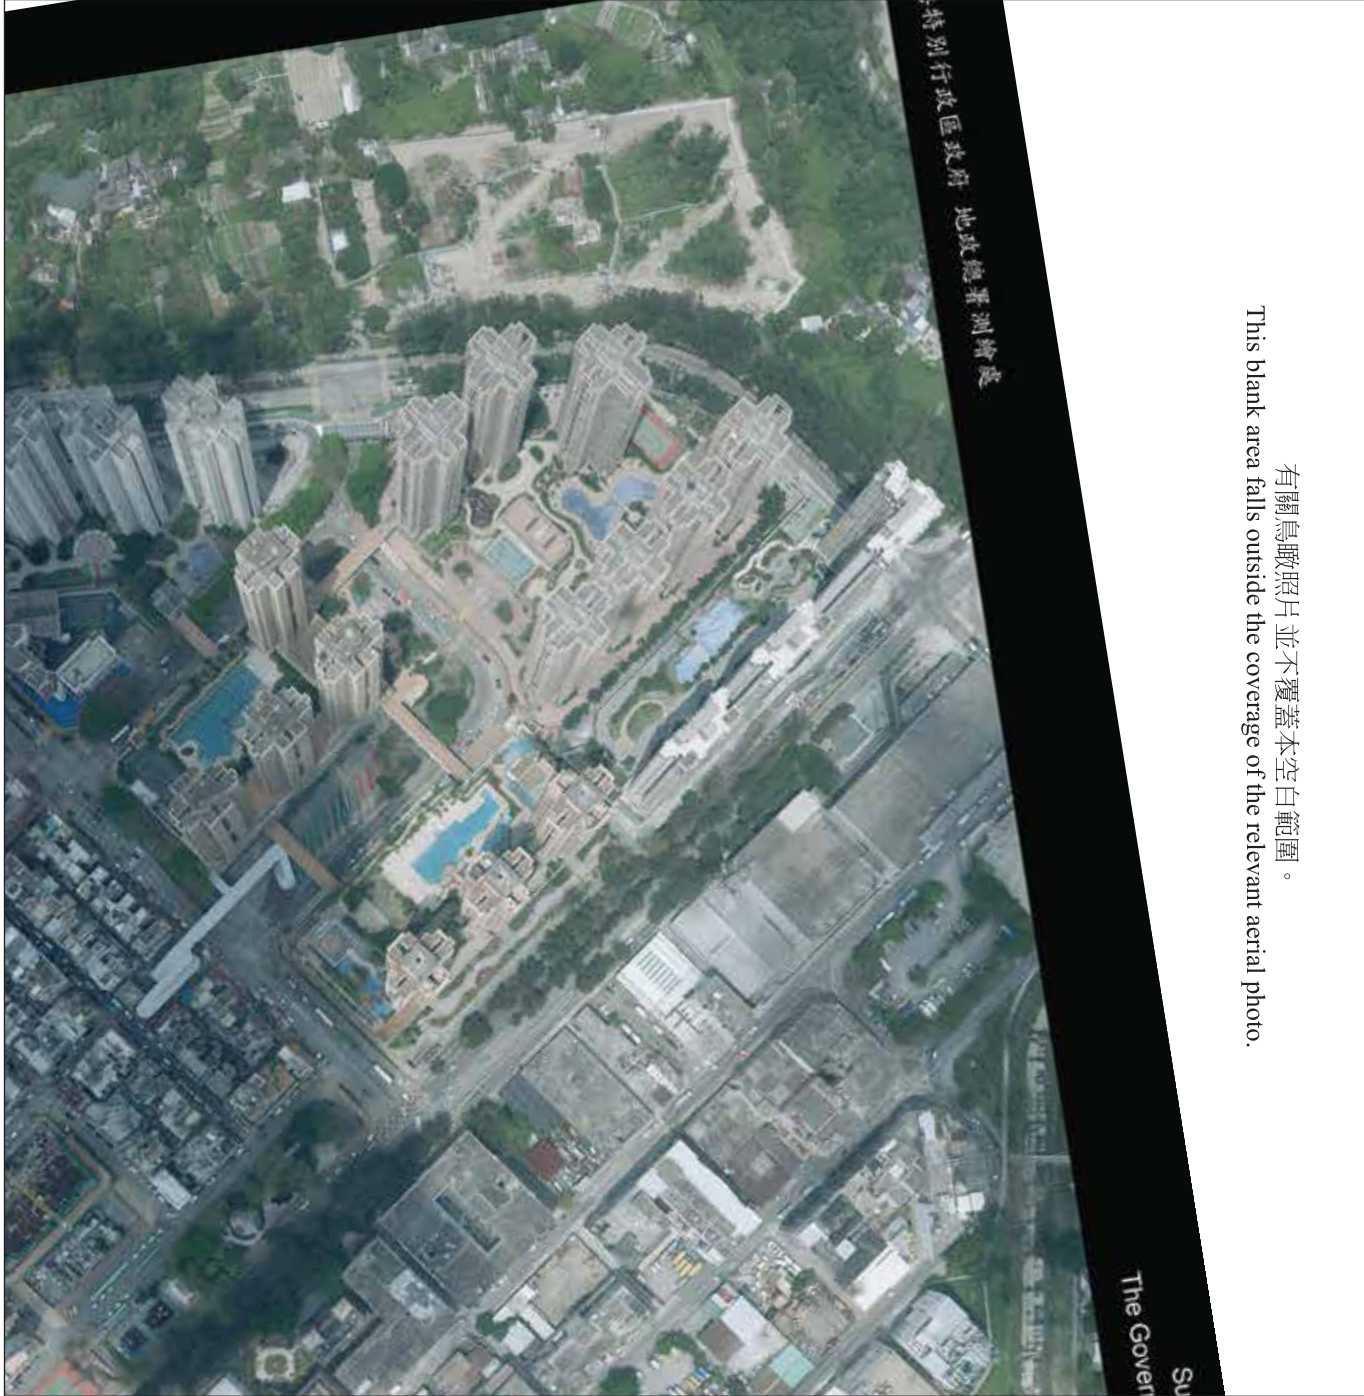 有關鳥瞰照片並不覆蓋本空白範圍。
This blank area falls outside the coverage of the relevant aerial photo.
特別行政區政府 地政總署測繪處
The Gover
Su